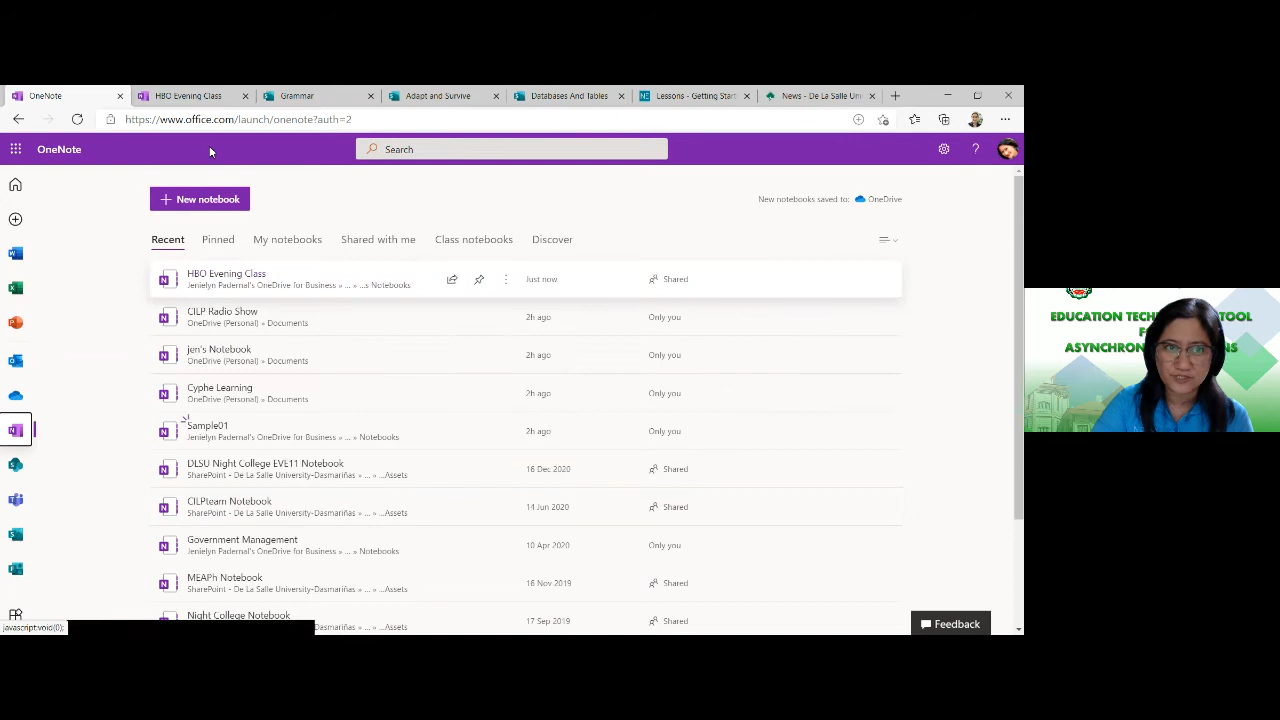 OneNote
HBO Evening Class
Grammar
Adapt and Survive
Databases And Tables
Lessons - Getting Start
News - De La Salle Uni
https://www.office.com/launch/onenote?auth=2
OneNote
Search
New notebook
New notebooks saved to: OneDrive
Recent Pinned My notebooks Shared with me Class notebooks Discover
HBO Evening Class Just now Shared
Jenielyn Padernal's OneDrive for Business » ... » ...s Notebooks
CILP Radio Show 2h ago Only you
OneDrive (Personal) » Documents
jen's Notebook 2h ago Only you
OneDrive (Personal) » Documents
Cyphe Learning 2h ago Only you
OneDrive (Personal) » Documents
Sample01 2h ago Only you
Jenielyn Padernal's OneDrive for Business » ... » Notebooks
DLSU Night College EVE11 Notebook 16 Dec 2020 Shared
SharePoint - De La Salle University-Dasmariñas » ... » ...Assets
CILPteam Notebook 14 Jun 2020 Shared
SharePoint - De La Salle University-Dasmariñas » ... » ...Assets
Government Management 10 Apr 2020 Only you
Jenielyn Padernal's OneDrive for Business » ... » Notebooks
MEAPh Notebook 16 Nov 2019 Shared
SharePoint - De La Salle University-Dasmariñas » ... » ...Assets
Night College Notebook 17 Sep 2019 Shared
-Dasmariñas » ... » ...Assets
javascript:void(0);
Feedback
EDUCATION TECH OOL
FO
ASYNCHRO NS